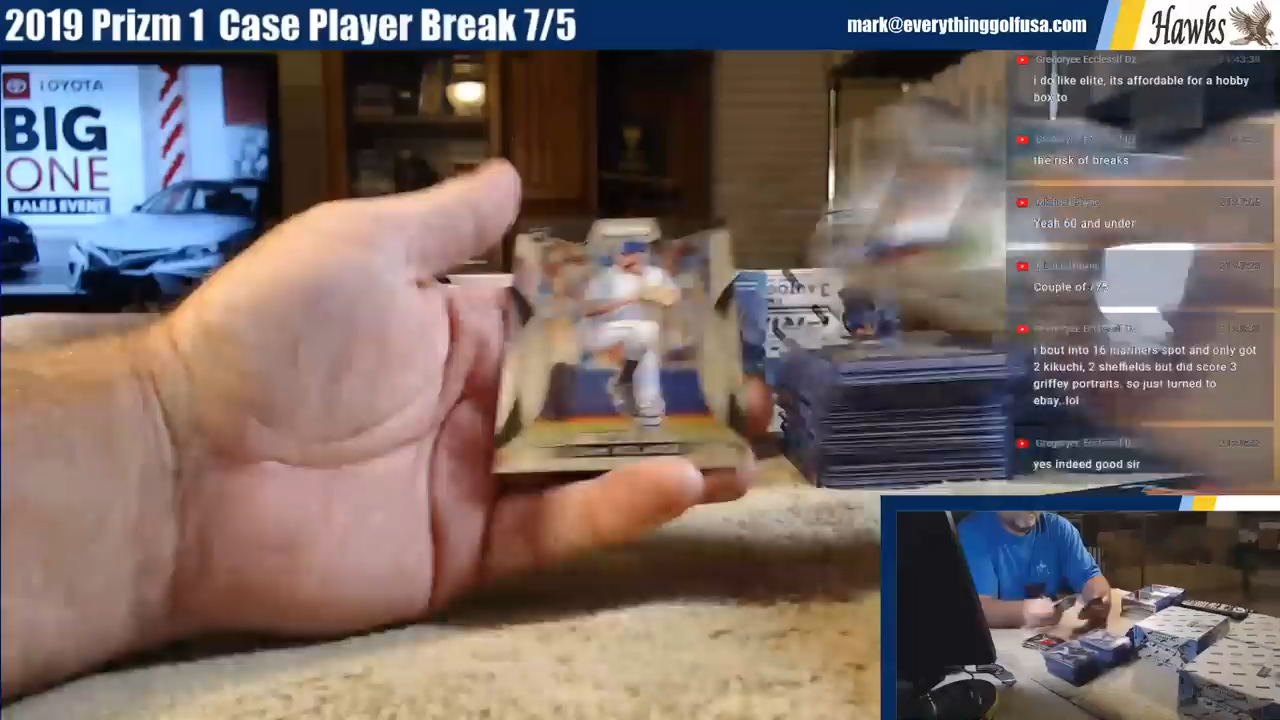 2019 Prizm 1 Case Player Break 7/5
mark@everythinggolfusa.com
Hawks
TOYOTA
BIG
ONE
SALES EVENT
i do like elite, its affordable for a hobby
box to
the risk of breaks
Yeah 60 and under
Couple of 7/5
i bout into 16 mariners spot and only got
2 kikuchi, 2 sheffields but did score 3
griffey portraits. so just turned to
ebay..lol
yes indeed good sir